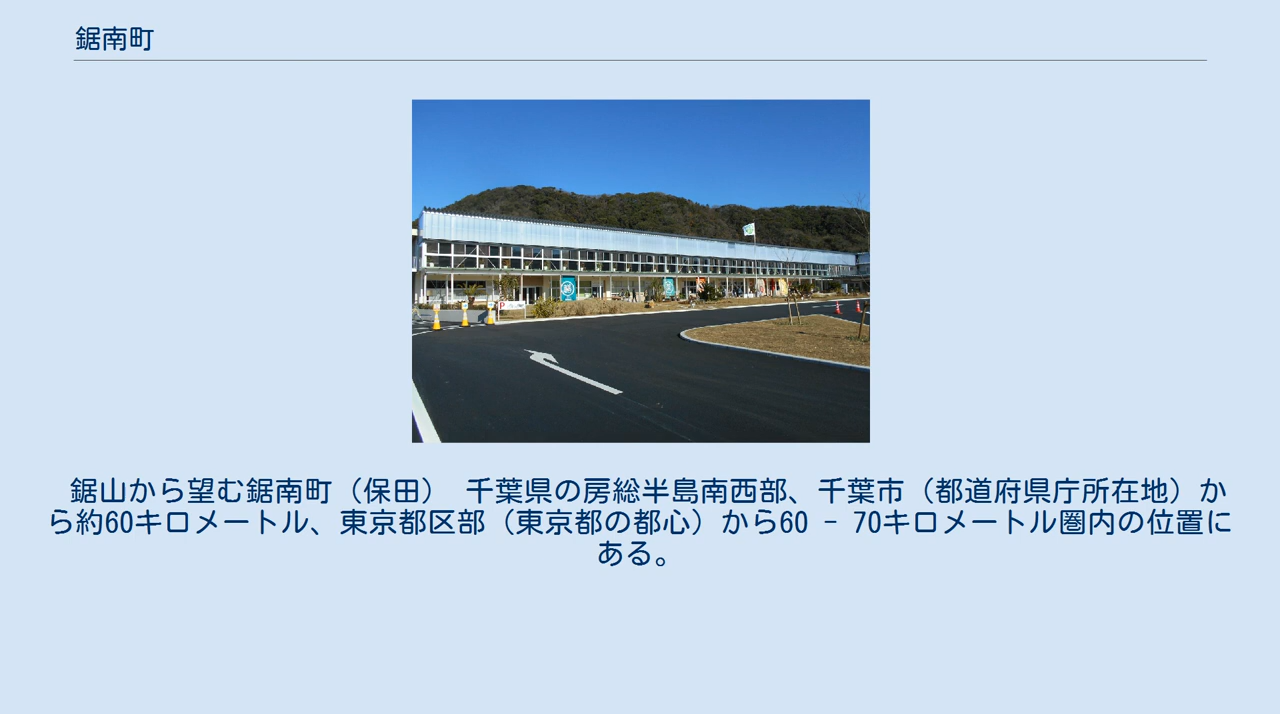 鋸南町
P
鋸山から望む鋸南町（保田） 千葉県の房総半島南西部、千葉市（都道府県庁所在地）か
ら約60キロメートル、東京都区部（東京都の都心）から60 - 70キロメートル圏内の位置に
ある。